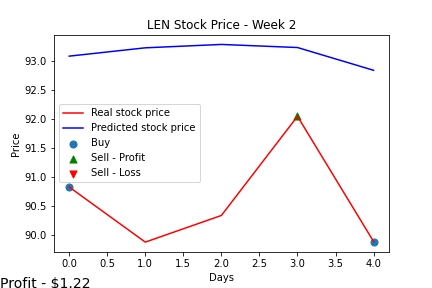 LEN Stock Price - Week 2
93.0
92.5
92.0
91.5
91.0
90.5
90.0
Price
Real stock price
Predicted stock price
Buy
Sell - Profit
Sell - Loss
0.0 0.5 1.0 1.5 2.0 2.5 3.0 3.5 4.0
Days
Profit - $1.22